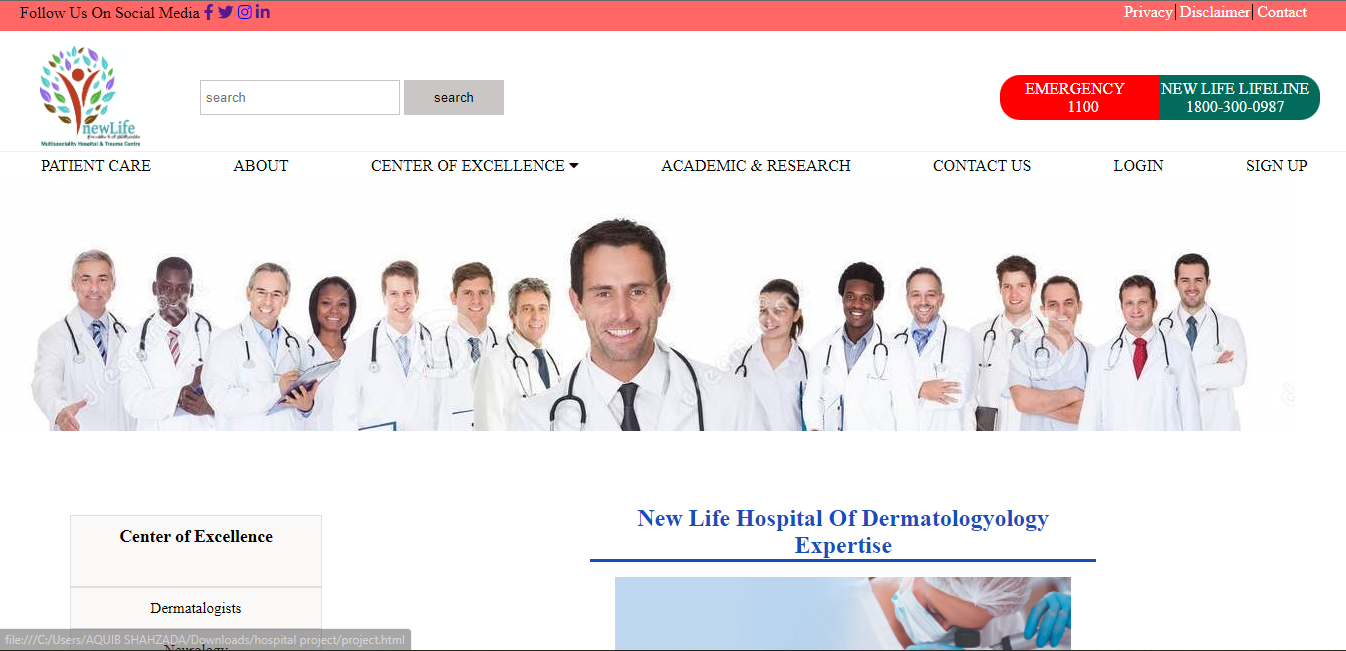 Follow Us On Social Media
Privacy Disclaimer Contact
newLife
Multispeciality Hospital & Trauma Centre
search
search
EMERGENCY
1100
NEW LIFE LIFELINE
1800-300-0987
PATIENT CARE ABOUT CENTER OF EXCELLENCE ACADEMIC & RESEARCH CONTACT US LOGIN SIGN UP
Center of Excellence
Dermatalogists
Neurology
New Life Hospital Of Dermatologyology
Expertise
file:///C:/Users/AQUIB SHAHZADA/Downloads/hospital project/project.html